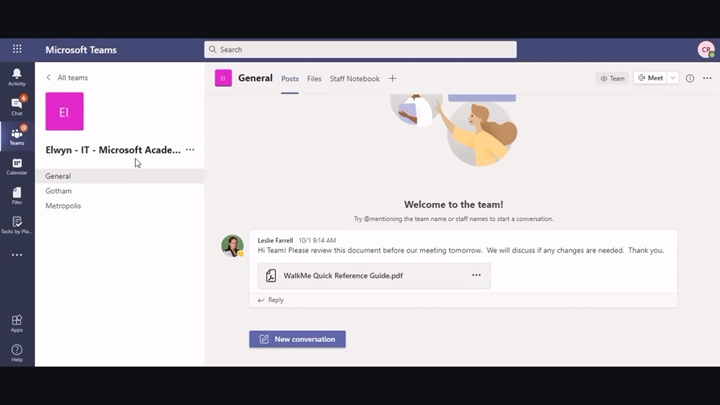 Microsoft Teams
Search
CR
Activity
6
Chat
Teams
Calendar
Files
Tasks by Pla...
Apps
Help
All teams
EI
Elwyn - IT - Microsoft Acade...
General
Gotham
Metropolis
EI
General
Posts
Files
Staff Notebook
Team
Meet
Welcome to the team!
Try @mentioning the team name or staff names to start a conversation.
Leslie Farrell 10/1 9:14 AM
Hi Team! Please review this document before our meeting tomorrow. We will discuss if any changes are needed. Thank you.
WalkMe Quick Reference Guide.pdf
Reply
New conversation